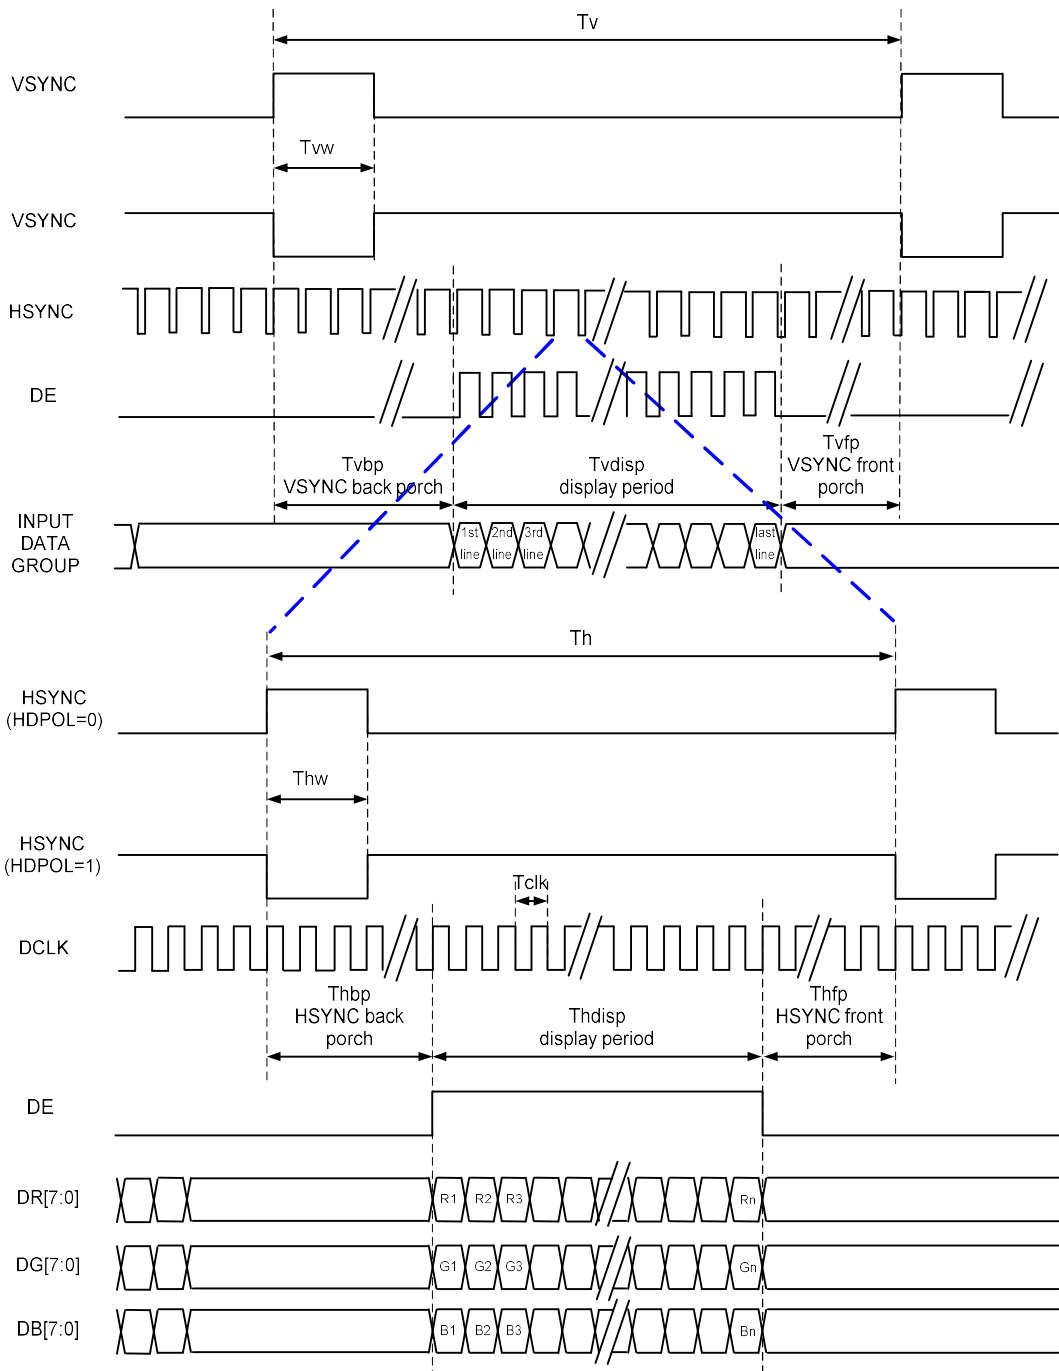 Tv
VSYNC
Tvw
VSYNC
HSYNC
DE
Tvbp
VSYNC back porch
Tvdisp
display period
Tvfp
VSYNC front
porch
INPUT
DATA
GROUP
1st
line
2nd
line
3rd
line
last
line
Th
HSYNC
(HDPOL=0)
Thw
HSYNC
(HDPOL=1)
Tclk
DCLK
Thbp
HSYNC back
porch
Thdisp
display period
Thfp
HSYNC front
porch
DE
DR[7:0]
R1
R2
R3
Rn
DG[7:0]
G1
G2
G3
Gn
DB[7:0]
B1
B2
B3
Bn